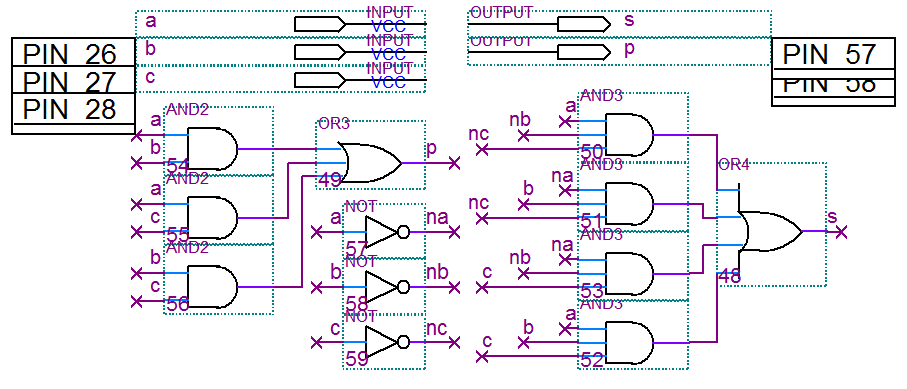 a INPUT VCC OUTPUT s
PIN 26 b INPUT VCC OUTPUT p PIN 57
PIN 27 c INPUT VCC PIN 58
PIN 28
AND2
a
b
54
AND2
a
c
55
AND2
b
c
56
OR3
49
p
NOT
a na
57
NOT
b nb
58
NOT
c nc
59
AND3
a
nb
nc
50
AND3
na
b
nc
51
AND3
na
nb
c
53
AND3
a
b
c
52
OR4
48
s